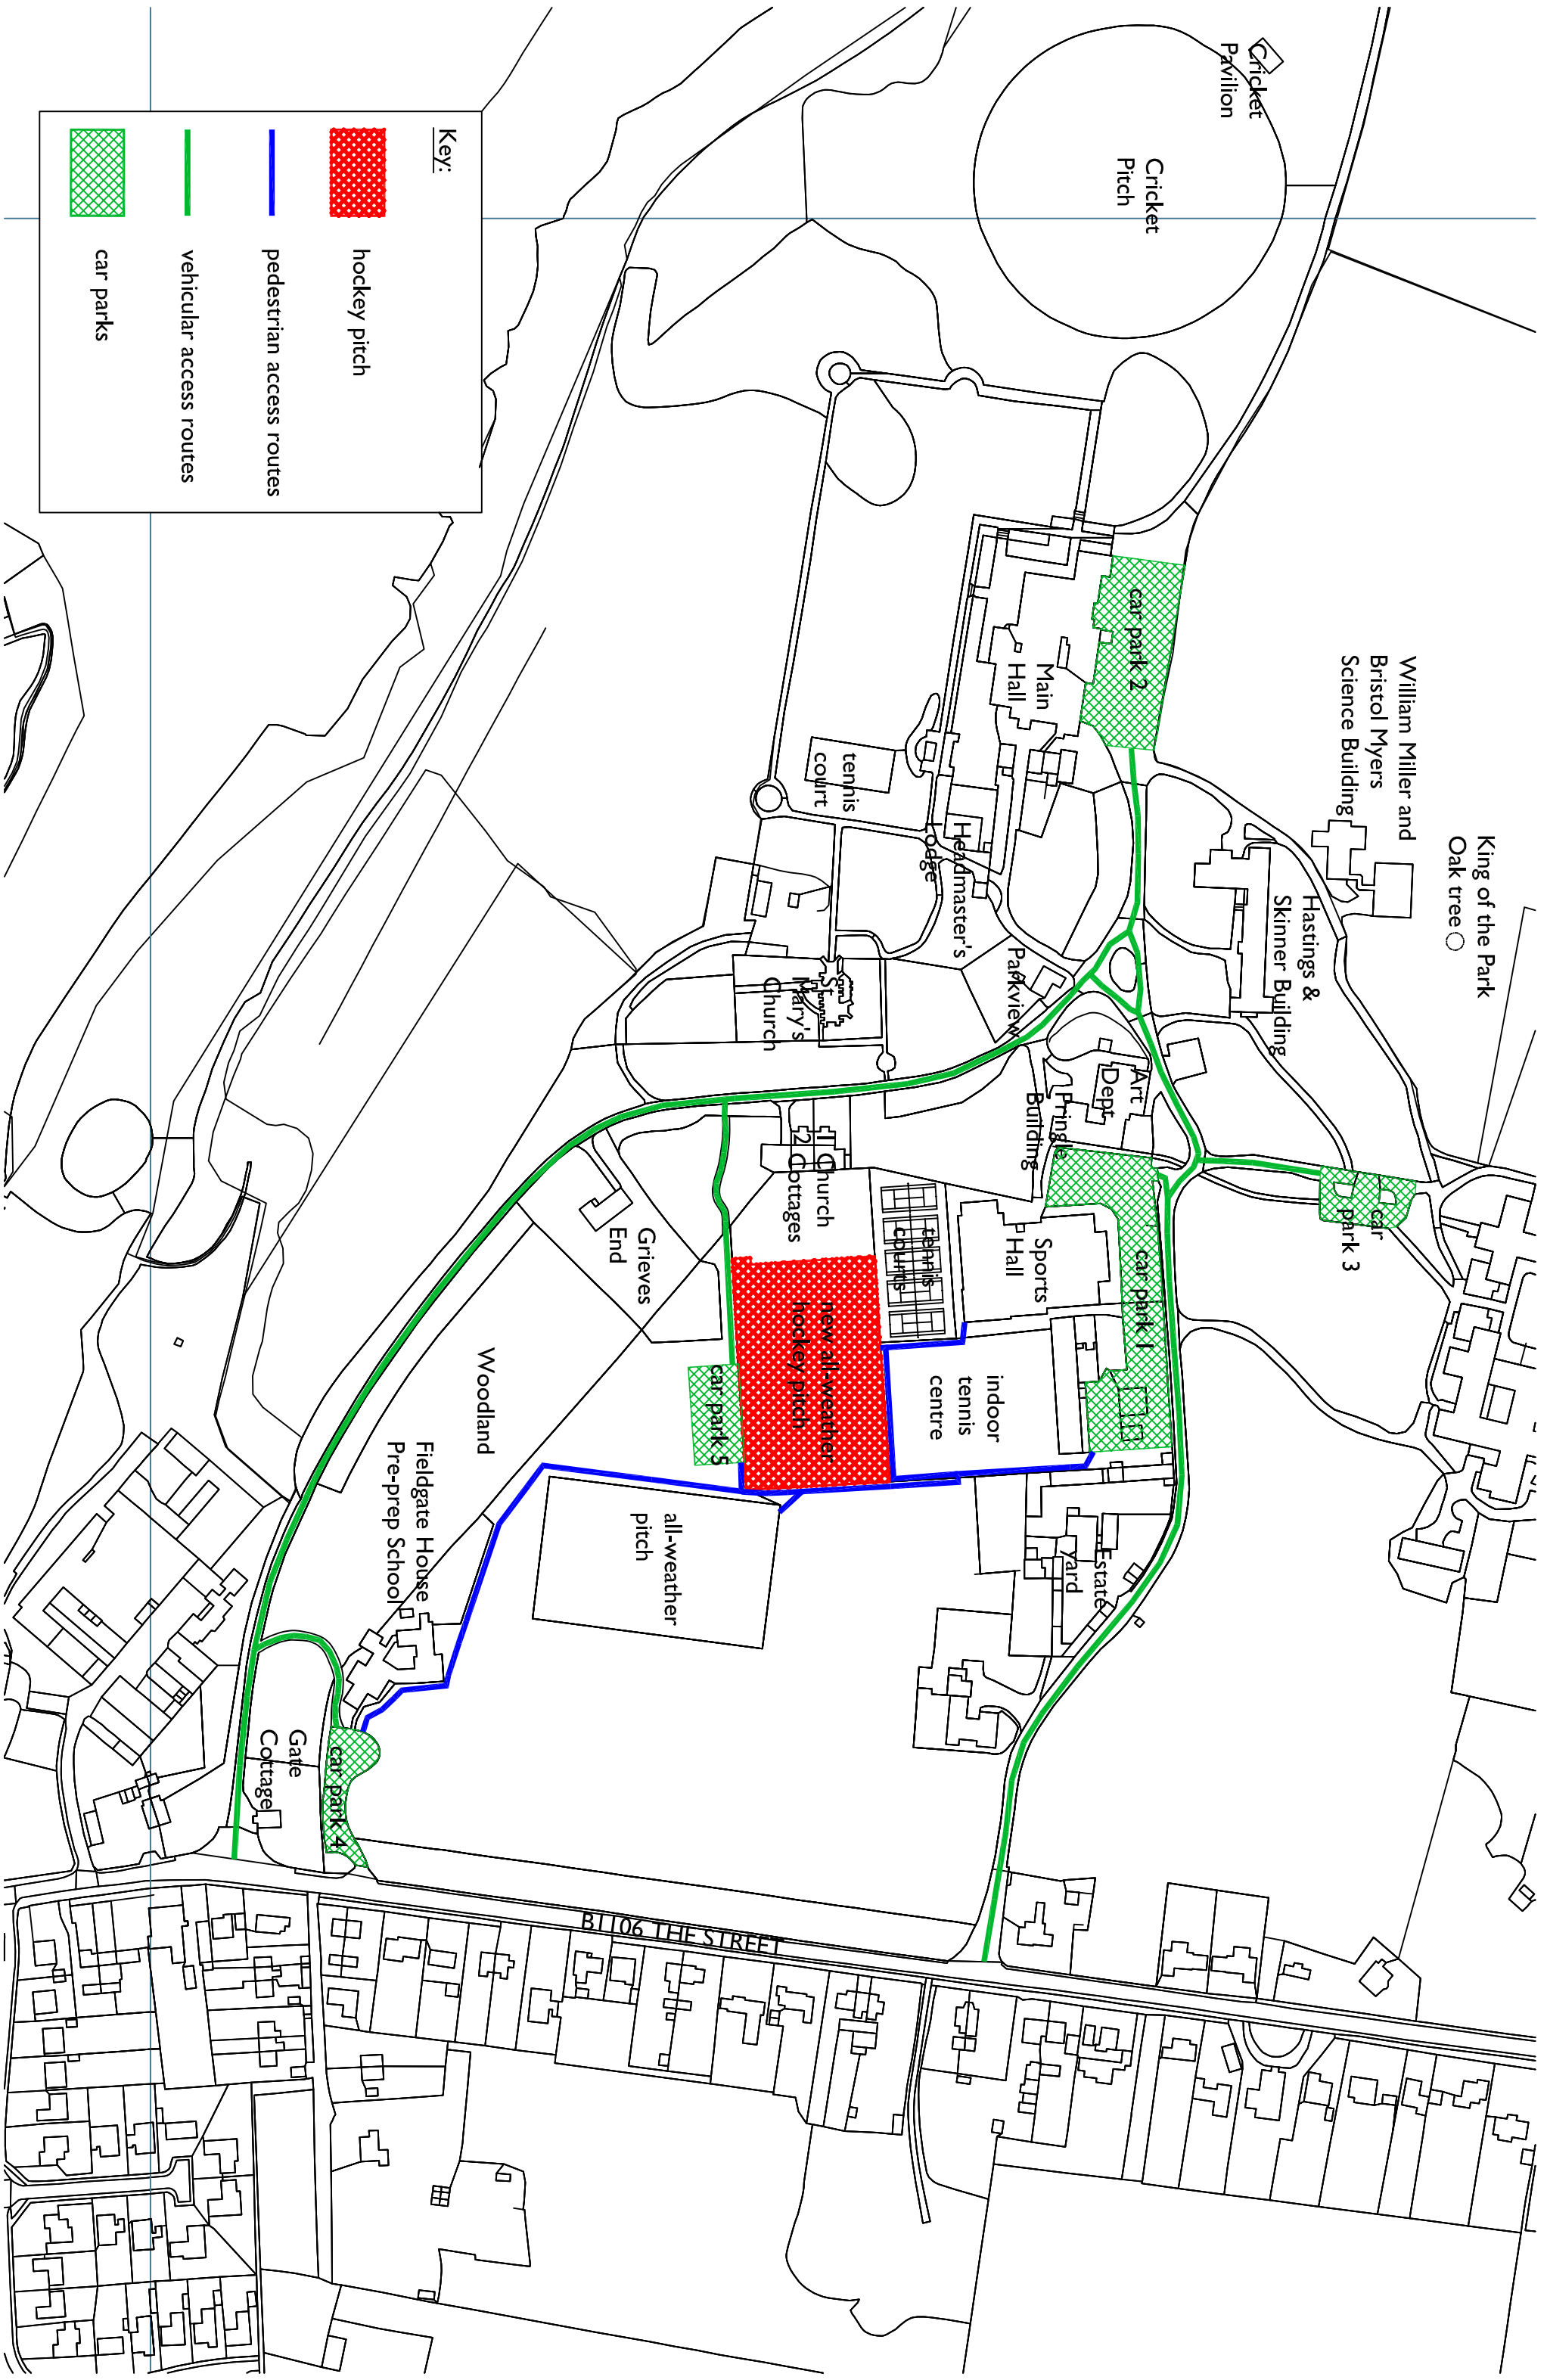 Cricket
Pavilion
Cricket
Pitch
Key:
hockey pitch
pedestrian access routes
vehicular access routes
car parks
William Miller and
Bristol Myers
Science Building
King of the Park
Oak tree
car park 2
Main
Hall
tennis
court
Headmaster's
Lodge
Hastings &
Skinner Building
Parkview
St
Mary's
Church
Art
Dept
Pringle
Building
1 Church
2 Cottages
car
park 3
tennis
courts
Sports
Hall
car park 1
Grieves
End
new all-weather
hockey pitch
indoor
tennis
centre
car park 5
Woodland
Fieldgate House
Pre-prep School
all-weather
pitch
Estate
yard
Gate
Cottage
car park 4
B1106 THE STREET